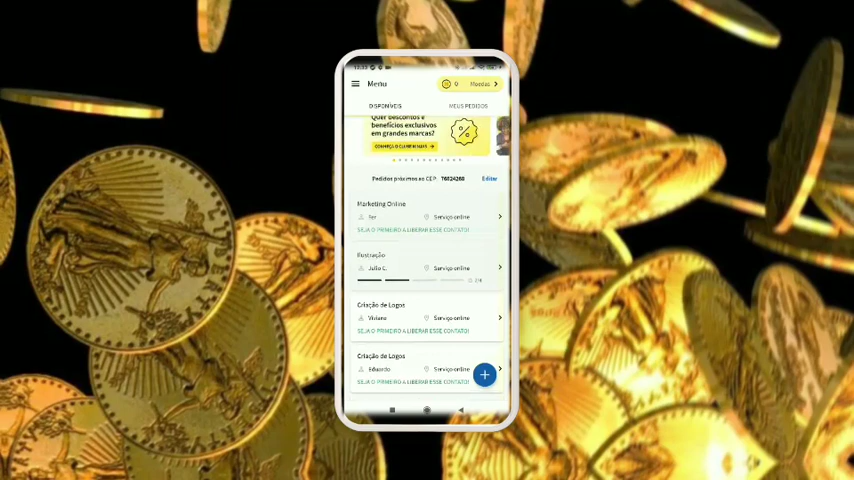 Menu
0 Moedas
DISPONÍVEIS MEUS PEDIDOS
Quer descontos e
benefícios exclusivos
em grandes marcas?
Pedidos próximos ao CEP: 76124268 Editar
Marketing Online
Serviço online
SEJA O PRIMEIRO A LIBERAR ESSE CONTATO!
Ilustração
Julio C. Serviço online
Criação de Logos
Viviane Serviço online
SEJA O PRIMEIRO A LIBERAR ESSE CONTATO!
Criação de Logos
Eduardo Serviço online
SEJA O PRIMEIRO A LIBERAR ESSE CONTATO!
LIBERTY